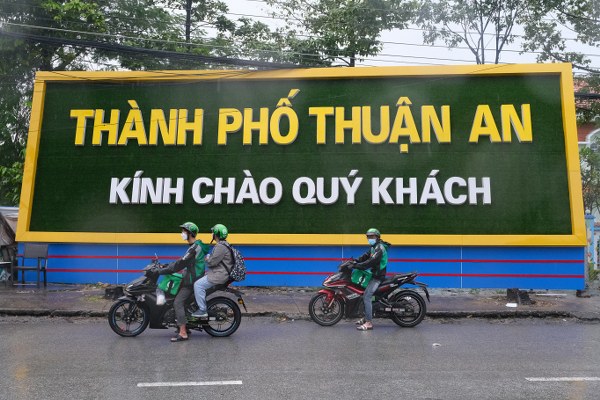 THÀNH PHỐ THUẬN AN
KÍNH CHÀO QUÝ KHÁCH